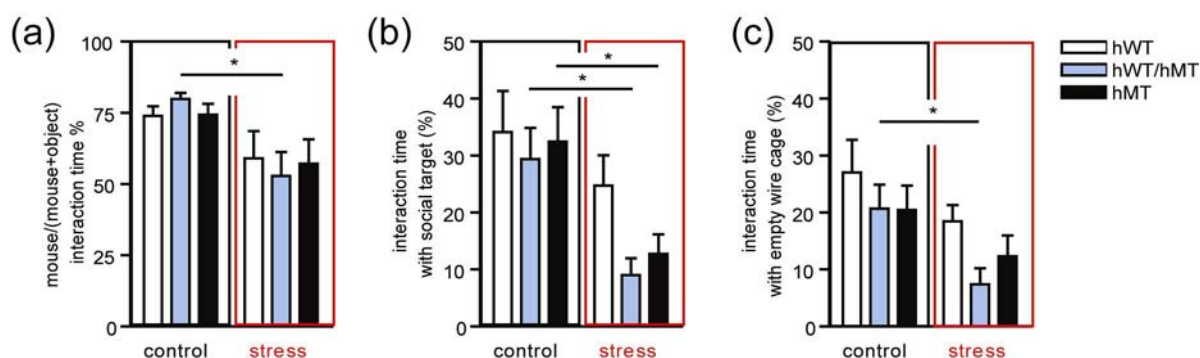 (a)
mouse/(mouse+object)
interaction time %
100
75
50
25
0
*
control
stress
(b)
interaction time
with social target (%)
50
40
30
20
10
0
*
*
control
stress
(c)
interaction time
with empty wire cage (%)
50
40
30
20
10
0
*
control
stress
hWT
hWT/hMT
hMT